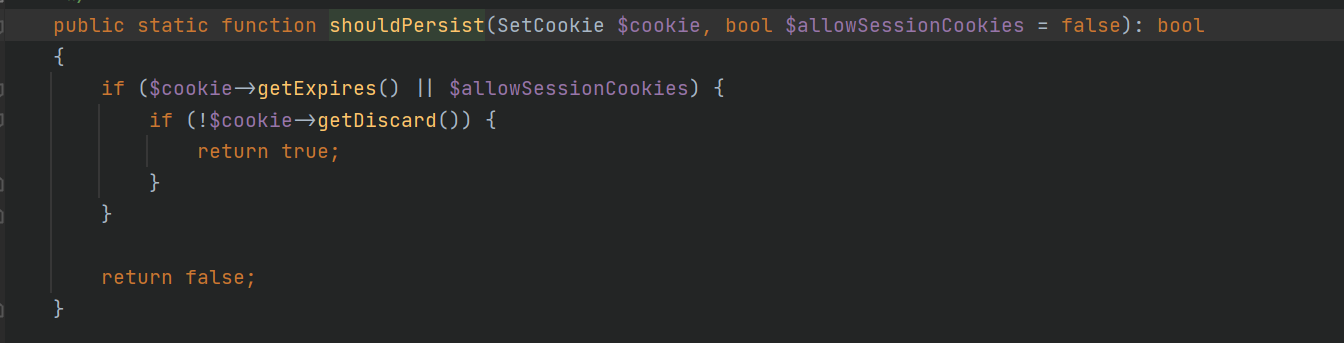 public static function shouldPersist(SetCookie $cookie, bool $allowSessionCookies = false): bool
{
if ($cookie->getExpires() || $allowSessionCookies) {
if (!$cookie->getDiscard()) {
return true;
}
}
return false;
}